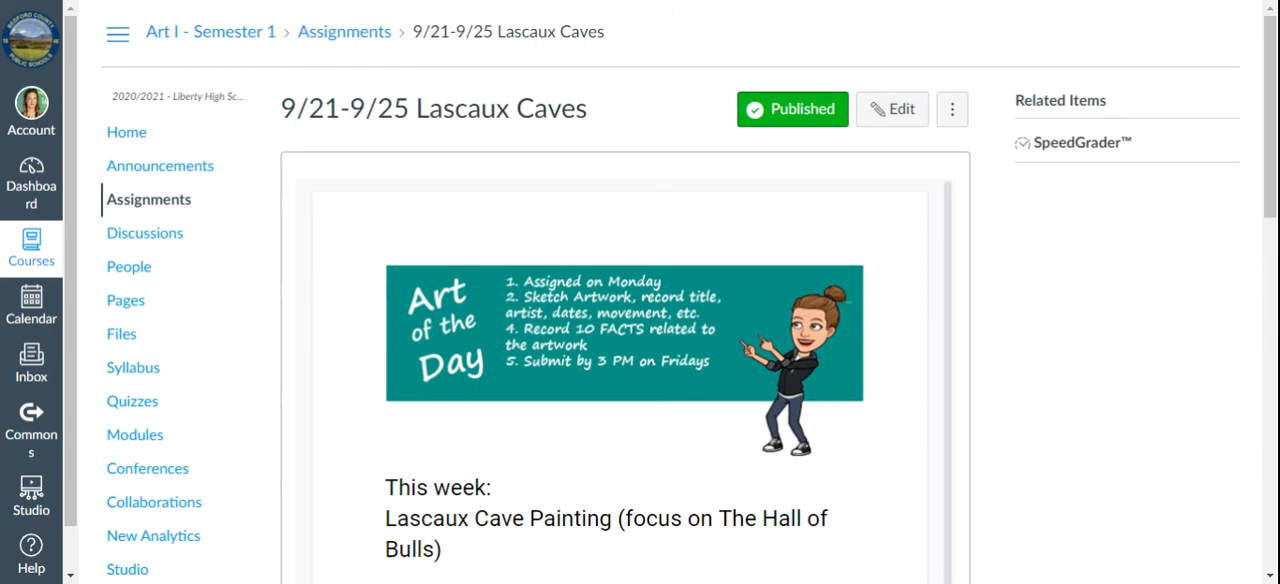 BEDFORD COUNTY
PUBLIC SCHOOLS
Account
Dashboa
rd
Courses
Calendar
Inbox
Common
s
Studio
Help
Art I - Semester 1 › Assignments › 9/21-9/25 Lascaux Caves
2020/2021 - Liberty High Sc...
Home
Announcements
Assignments
Discussions
People
Pages
Files
Syllabus
Quizzes
Modules
Conferences
Collaborations
New Analytics
Studio
9/21-9/25 Lascaux Caves
Published
Edit
Art
of the
Day
1. Assigned on Monday
2. Sketch Artwork, record title,
artist, dates, movement, etc.
4. Record 10 FACTS related to
the artwork
5. Submit by 3 PM on Fridays
This week:
Lascaux Cave Painting (focus on The Hall of
Bulls)
Related Items
SpeedGrader™